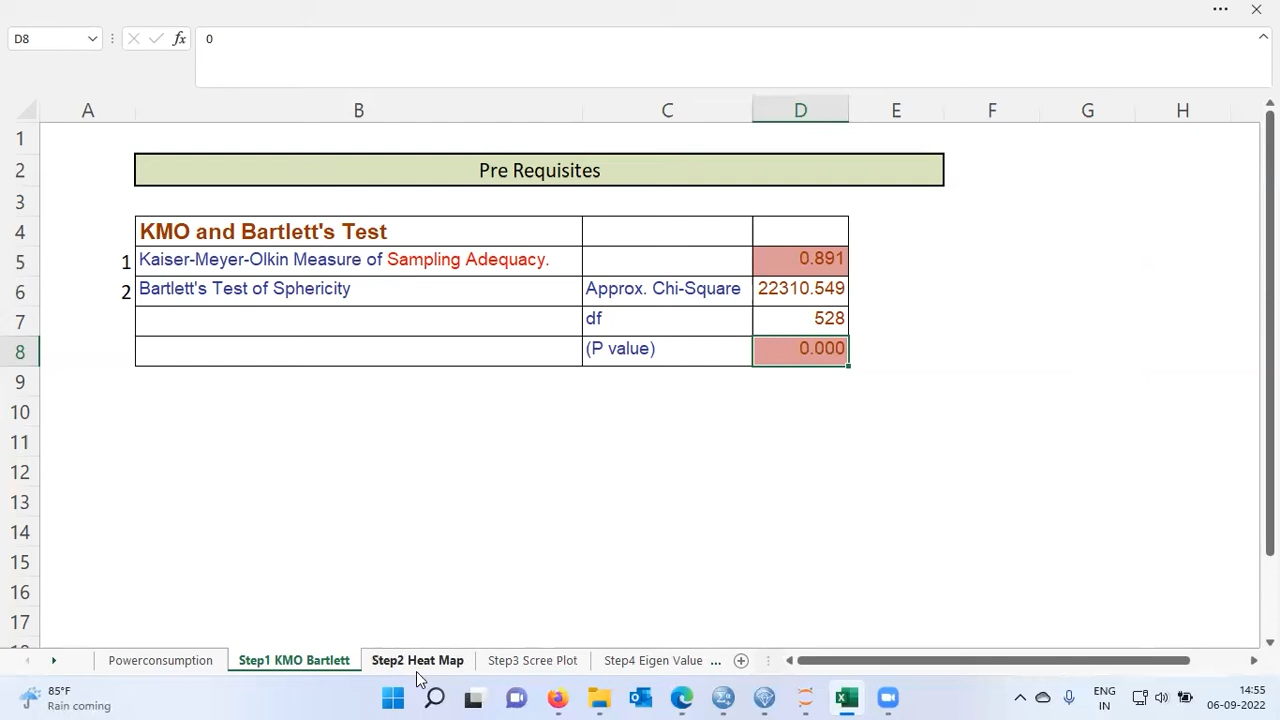 D8
fx
0
A B C D E F G H
1
2 Pre Requisites
3
4 KMO and Bartlett's Test
5 1 Kaiser-Meyer-Olkin Measure of Sampling Adequacy. 0.891
6 2 Bartlett's Test of Sphericity Approx. Chi-Square 22310.549
7 df 528
8 (P value) 0.000
9
10
11
12
13
14
15
16
17
Powerconsumption Step1 KMO Bartlett Step2 Heat Map Step3 Scree Plot Step4 Eigen Value ...
85°F ENG 14:55
Rain coming IN 06-09-2022